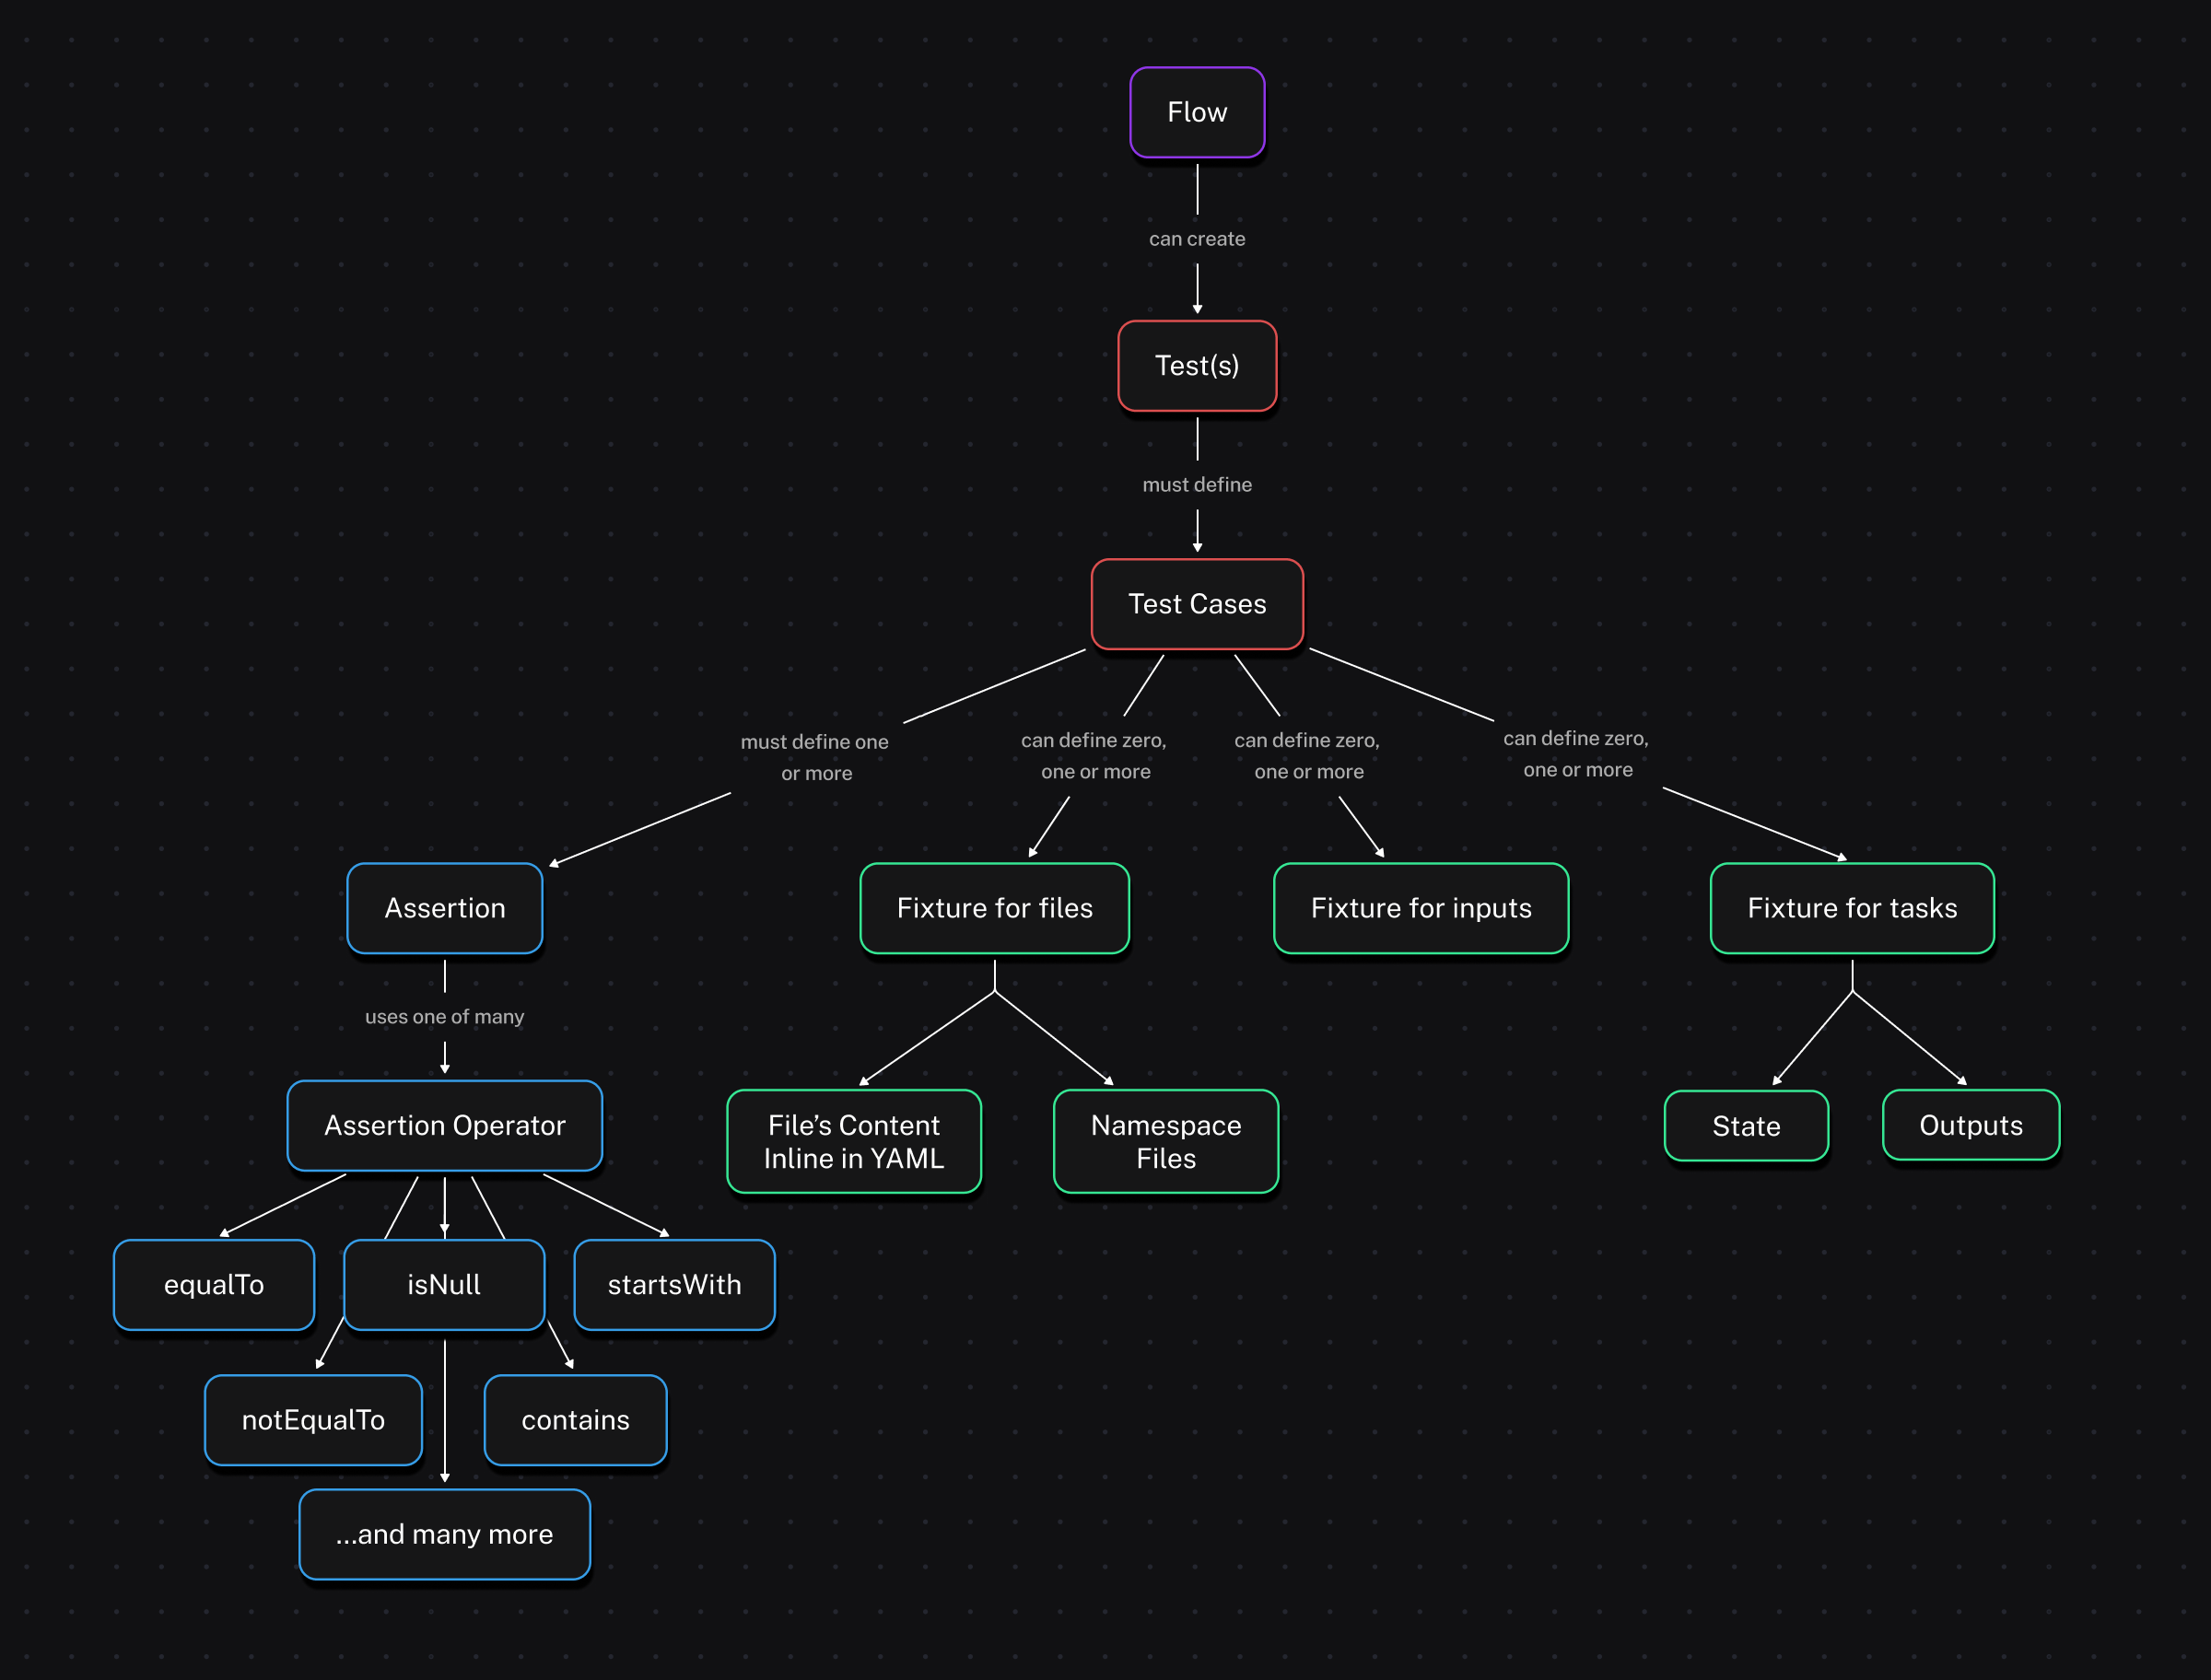 Flow
can create
Test(s)
must define
Test Cases
must define one
or more
can define zero,
one or more
can define zero,
one or more
can define zero,
one or more
Assertion
Fixture for files
Fixture for inputs
Fixture for tasks
uses one of many
Assertion Operator
File’s Content
Inline in YAML
Namespace
Files
State
Outputs
equalTo
isNull
startsWith
notEqualTo
contains
...and many more